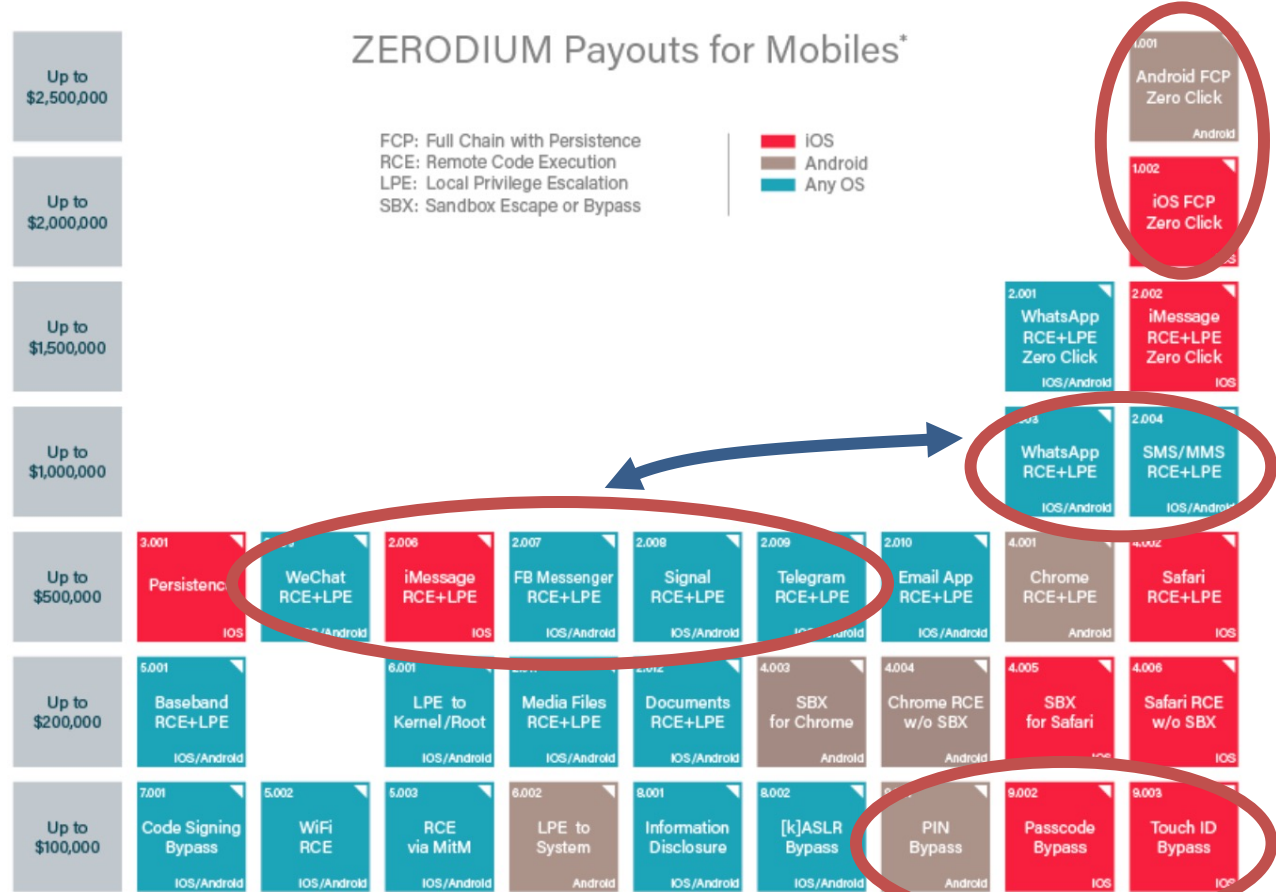 ZERODIUM Payouts for Mobiles*
FCP: Full Chain with Persistence
RCE: Remote Code Execution
LPE: Local Privilege Escalation
SBX: Sandbox Escape or Bypass
iOS
Android
Any OS
Up to
$2,500,000
1.001
Android FCP
Zero Click
Android
Up to
$2,000,000
1.002
iOS FCP
Zero Click
Up to
$1,500,000
2.001
WhatsApp
RCE+LPE
Zero Click
IOS/Android
2.002
iMessage
RCE+LPE
Zero Click
IOS
Up to
$1,000,000
WhatsApp
RCE+LPE
IOS/Android
2.004
SMS/MMS
RCE+LPE
IOS/Android
Up to
$500,000
3.001
Persistence
IOS
WeChat
RCE+LPE
IOS/Android
2.006
iMessage
RCE+LPE
IOS
2.007
FB Messenger
RCE+LPE
IOS/Android
2.008
Signal
RCE+LPE
IOS/Android
2.009
Telegram
RCE+LPE
IOS/Android
2.010
Email App
RCE+LPE
IOS/Android
4.001
Chrome
RCE+LPE
Android
4.002
Safari
RCE+LPE
IOS
Up to
$200,000
5.001
Baseband
RCE+LPE
IOS/Android
6.001
LPE to
Kernel/Root
IOS/Android
Media Files
RCE+LPE
IOS/Android
2.012
Documents
RCE+LPE
IOS/Android
4.003
SBX
for Chrome
Android
4.004
Chrome RCE
w/o SBX
Android
4.005
SBX
for Safari
IOS
4.006
Safari RCE
w/o SBX
IOS
Up to
$100,000
7.001
Code Signing
Bypass
IOS/Android
5.002
WiFi
RCE
IOS/Android
5.003
RCE
via MitM
IOS/Android
6.002
LPE to
System
Android
8.001
Information
Disclosure
IOS/Android
8.002
[k]ASLR
Bypass
IOS/Android
PIN
Bypass
Android
9.002
Passcode
Bypass
IOS
9.003
Touch ID
Bypass
IOS